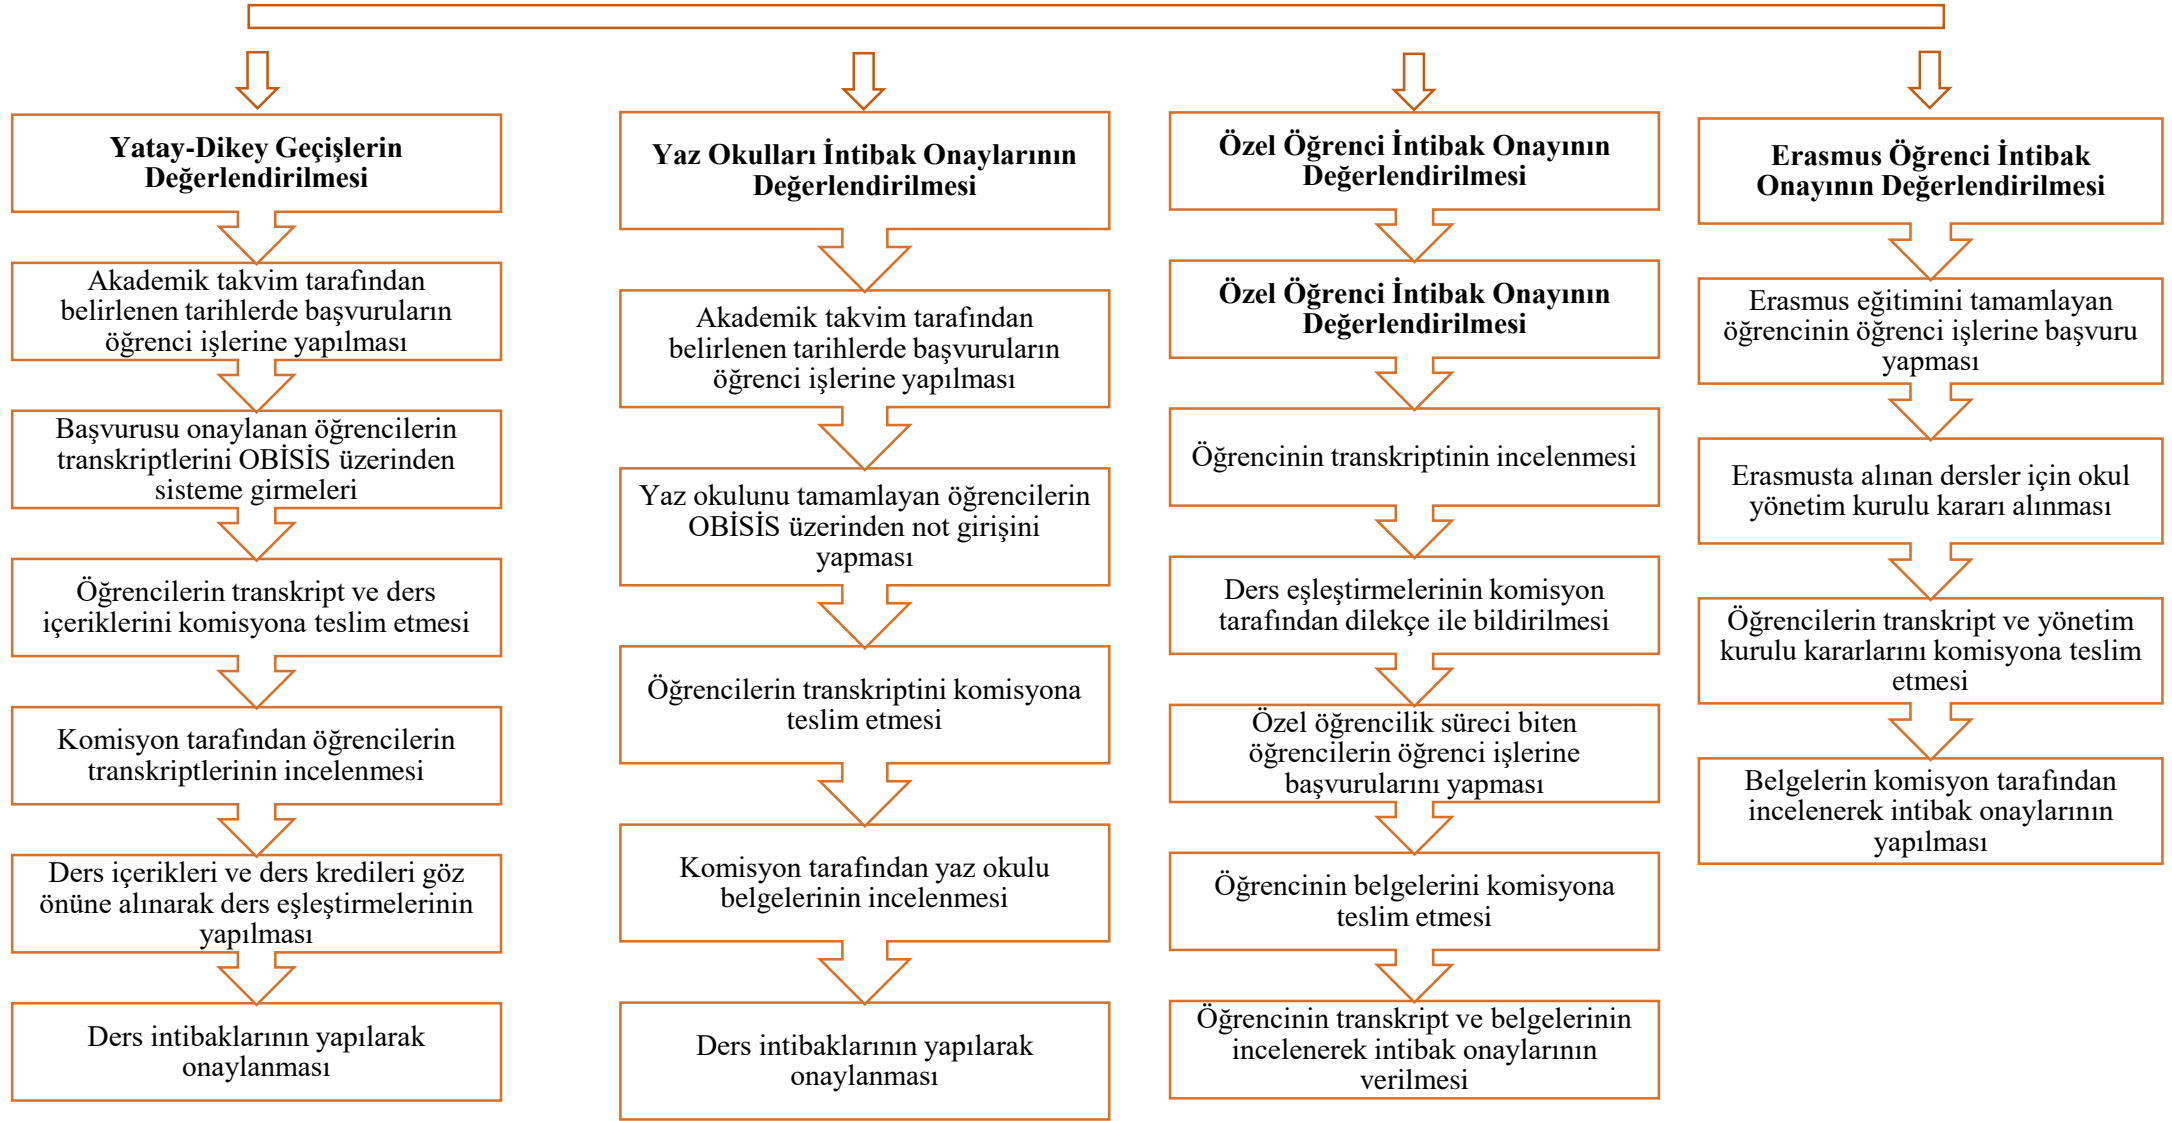 Yatay-Dikey Geçişlerin
Değerlendirilmesi
Akademik takvim tarafından
belirlenen tarihlerde başvuruların
öğrenci işlerine yapılması
Başvurusu onaylanan öğrencilerin
transkriptlerini OBİSİS üzerinden
sisteme girmeleri
Öğrencilerin transkript ve ders
içeriklerini komisyona teslim etmesi
Komisyon tarafından öğrencilerin
transkriptlerinin incelenmesi
Ders içerikleri ve ders kredileri göz
önüne alınarak ders eşleştirmelerinin
yapılması
Ders intibaklarının yapılarak
onaylanması
Yaz Okulları İntibak Onaylarının
Değerlendirilmesi
Akademik takvim tarafından
belirlenen tarihlerde başvuruların
öğrenci işlerine yapılması
Yaz okulunu tamamlayan öğrencilerin
OBİSİS üzerinden not girişini
yapması
Öğrencilerin transkriptini komisyona
teslim etmesi
Komisyon tarafından yaz okulu
belgelerinin incelenmesi
Ders intibaklarının yapılarak
onaylanması
Özel Öğrenci İntibak Onayının
Değerlendirilmesi
Özel Öğrenci İntibak Onayının
Değerlendirilmesi
Öğrencinin transkriptinin incelenmesi
Ders eşleştirmelerinin komisyon
tarafından dilekçe ile bildirilmesi
Özel öğrencilik süreci biten
öğrencilerin öğrenci işlerine
başvurularını yapması
Öğrencinin belgelerini komisyona
teslim etmesi
Öğrencinin transkript ve belgelerinin
incelenerek intibak onaylarının
verilmesi
Erasmus Öğrenci İntibak
Onayının Değerlendirilmesi
Erasmus eğitimini tamamlayan
öğrencinin öğrenci işlerine başvuru
yapması
Erasmusta alınan dersler için okul
yönetim kurulu kararı alınması
Öğrencilerin transkript ve yönetim
kurulu kararlarını komisyona teslim
etmesi
Belgelerin komisyon tarafından
incelenerek intibak onaylarının
yapılması